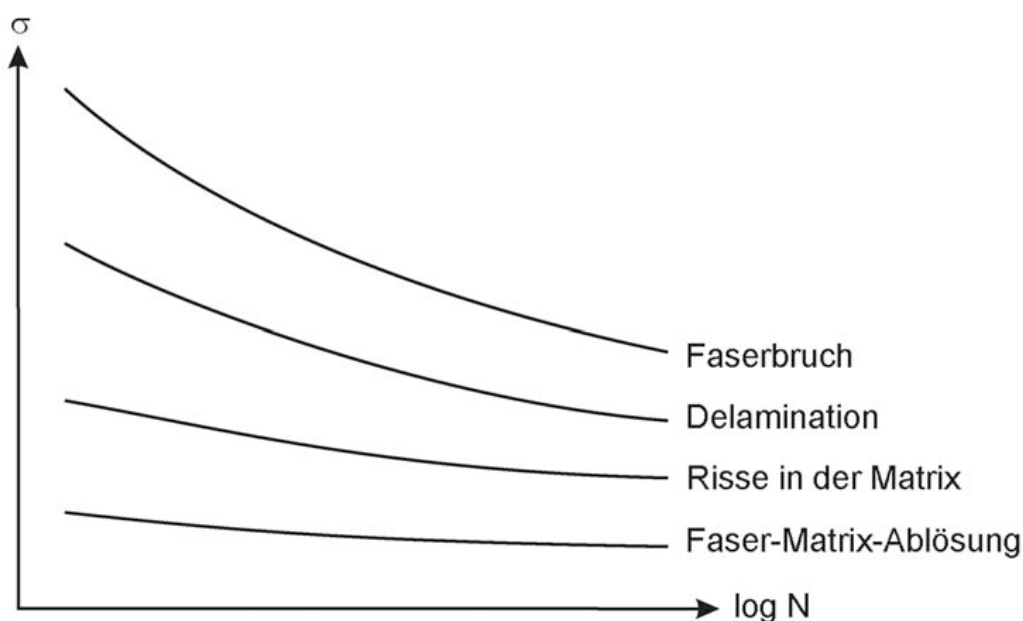 σ
Faserbruch
Delamination
Risse in der Matrix
Faser-Matrix-Ablösung
log N